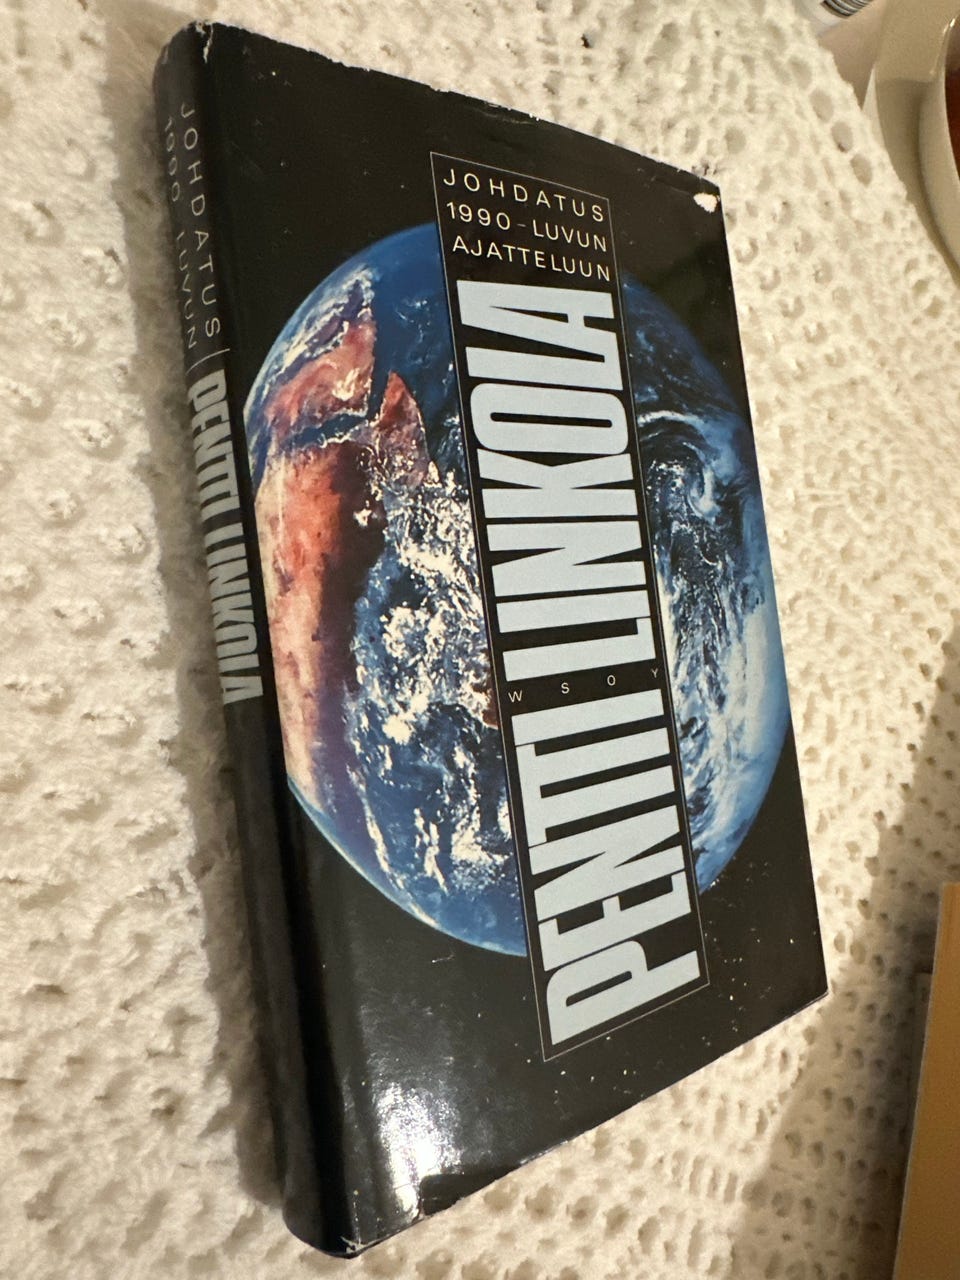 JOHDATUS
1990-LUVUN
AJATTELUUN
PENTTI LINKOLA
WSOY
JOHDATUS
1990-LUVUN
PENTTI LINKOLA